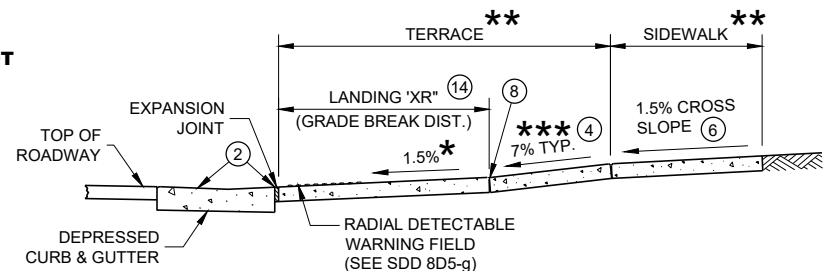 T
TERRACE **
SIDEWALK **
LANDING 'XR" 14
(GRADE BREAK DIST.)
8
EXPANSION
JOINT
TOP OF
ROADWAY
2
1.5% *
*** 4
7% TYP.
1.5% CROSS
SLOPE 6
DEPRESSED
CURB & GUTTER
RADIAL DETECTABLE
WARNING FIELD
(SEE SDD 8D5-g)